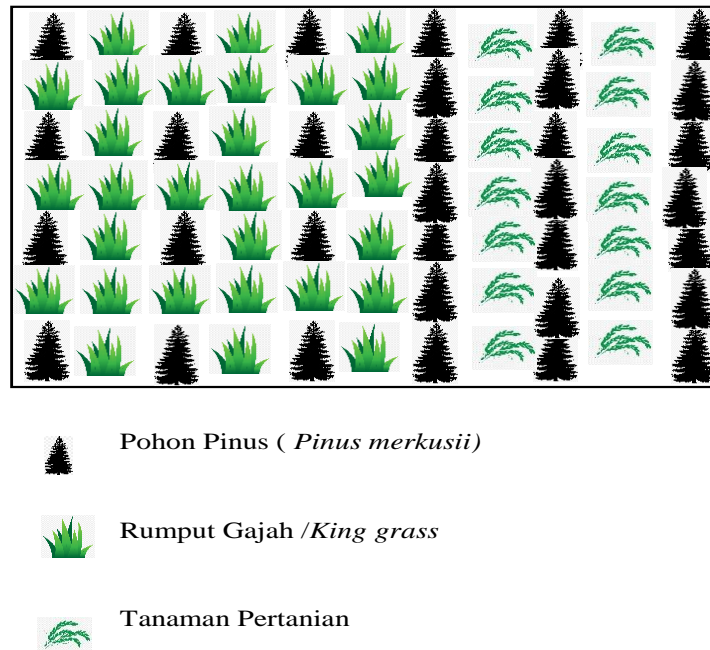 Pohon Pinus ( Pinus merkusii)
Rumput Gajah /King grass
Tanaman Pertanian